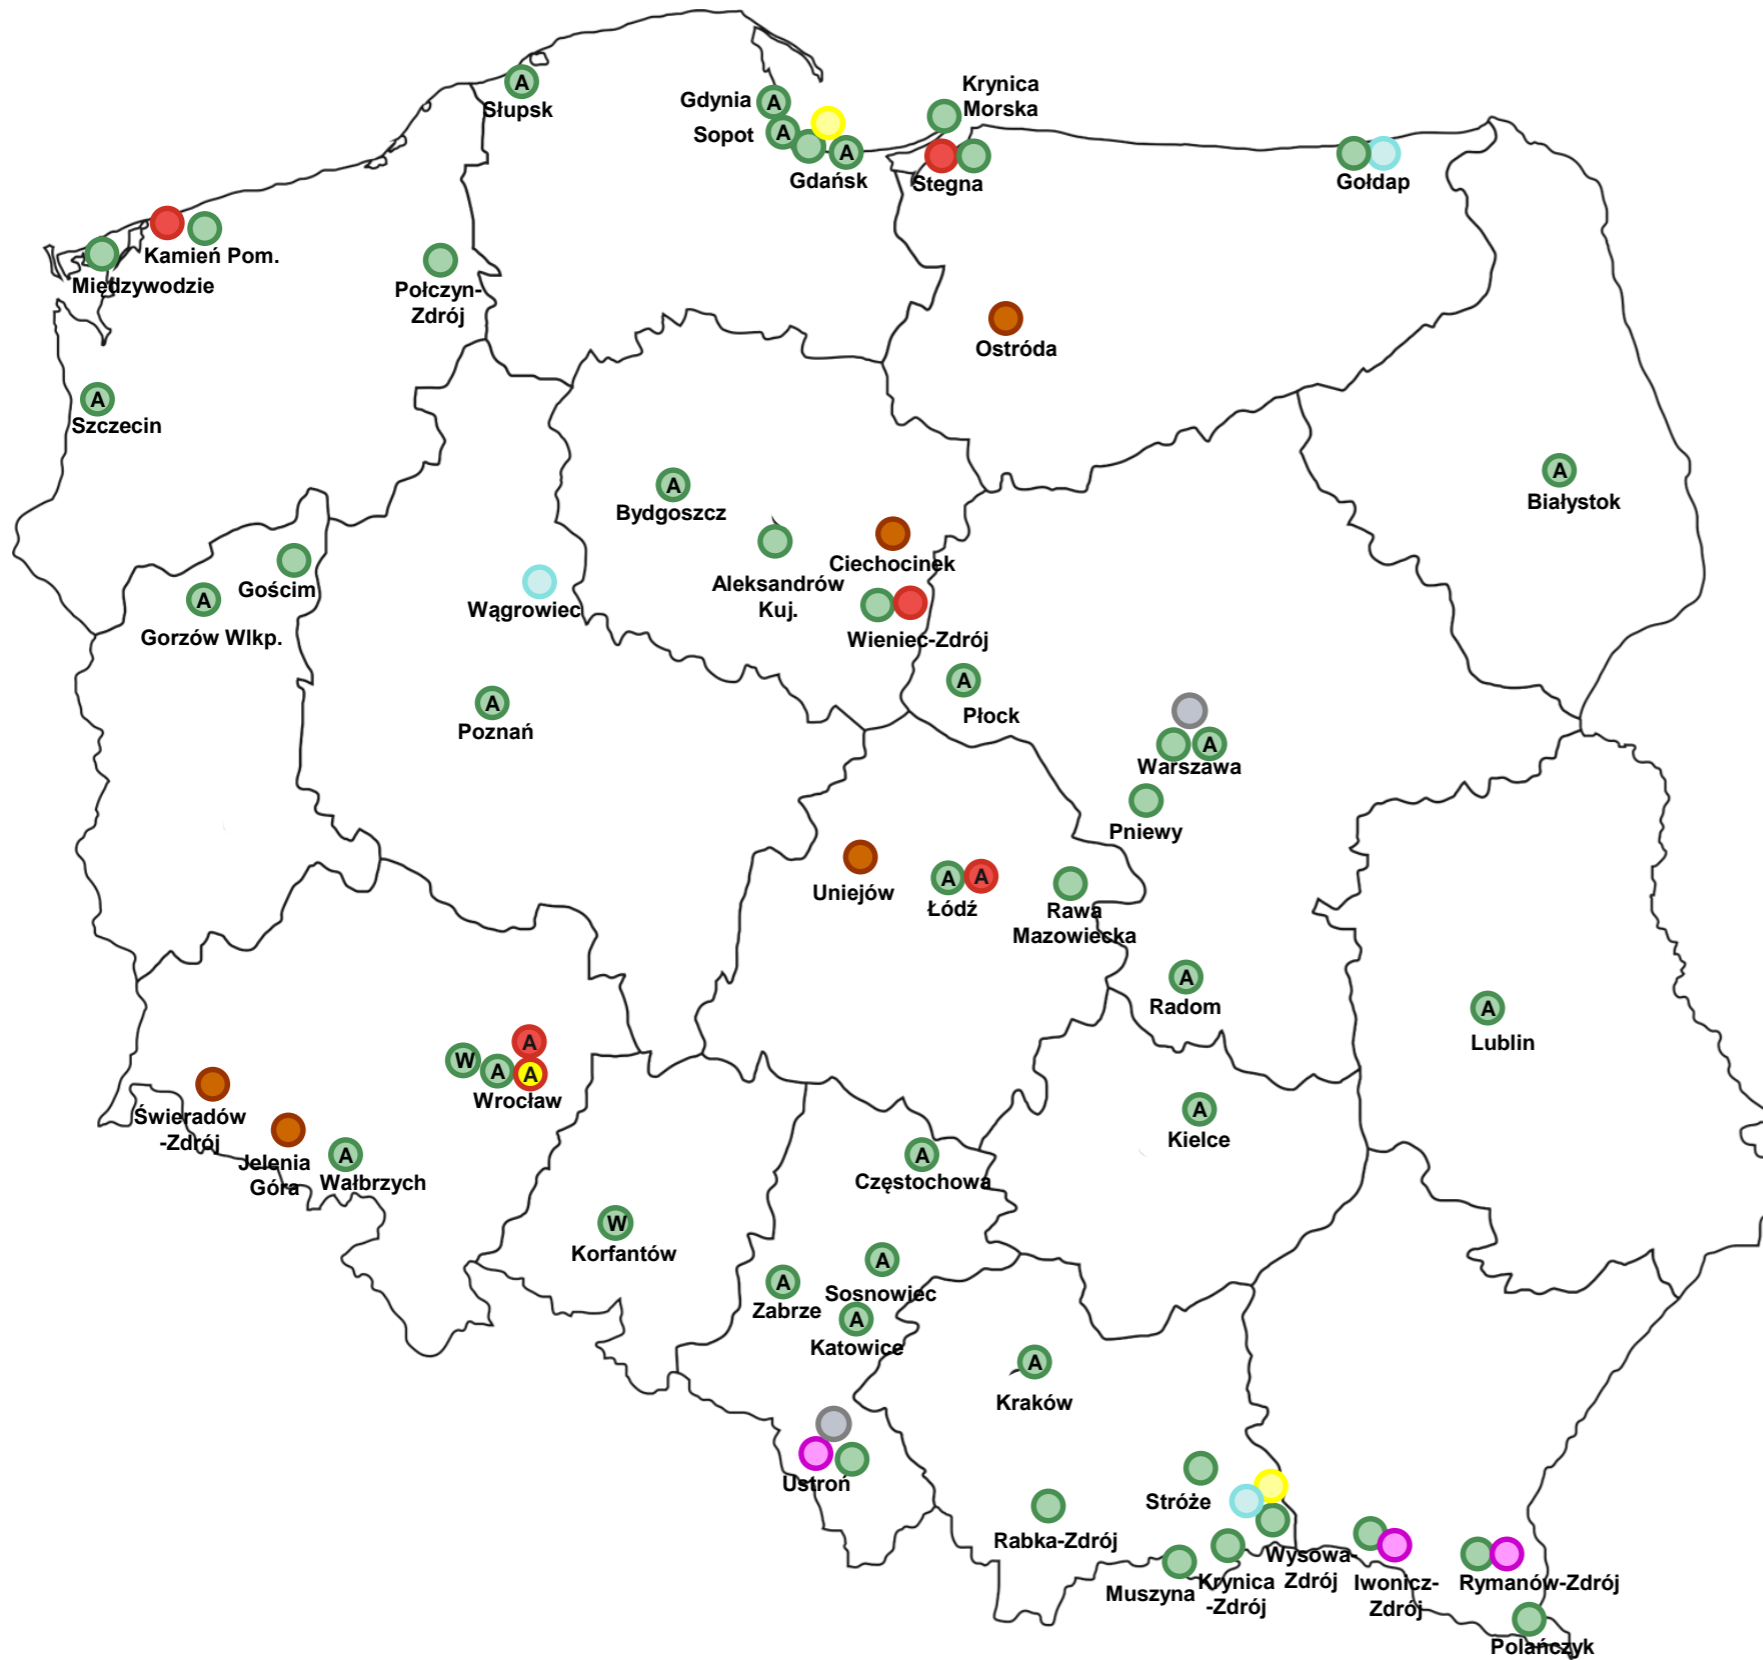 A
Słupsk
Gdynia
A
Sopot
A
A
Gdańsk
Krynica
Morska
Stegna
Gołdap
Kamień Pom.
Międzywodzie
Połczyn-
Zdrój
Ostróda
A
Szczecin
A
Bydgoszcz
A
Białystok
Gościm
A
Gorzów Wlkp.
Wągrowiec
Aleksandrów
Kuj.
Ciechocinek
Wieniec-Zdrój
A
Płock
A
Poznań
A
Warszawa
Pniewy
Uniejów
A
A
Łódź
Rawa
Mazowiecka
A
Radom
A
Lublin
W
A
A
A
Wrocław
Świeradów
-Zdrój
Jelenia
Góra
A
Wałbrzych
A
Kielce
A
Częstochowa
W
Korfantów
A
Zabrze
A
Sosnowiec
A
Katowice
A
Kraków
Ustroń
Stróże
Rabka-Zdrój
Muszyna
Krynica
-Zdrój
Wysowa-
Zdrój
Iwonicz-
Zdrój
Rymanów-Zdrój
Polańczyk